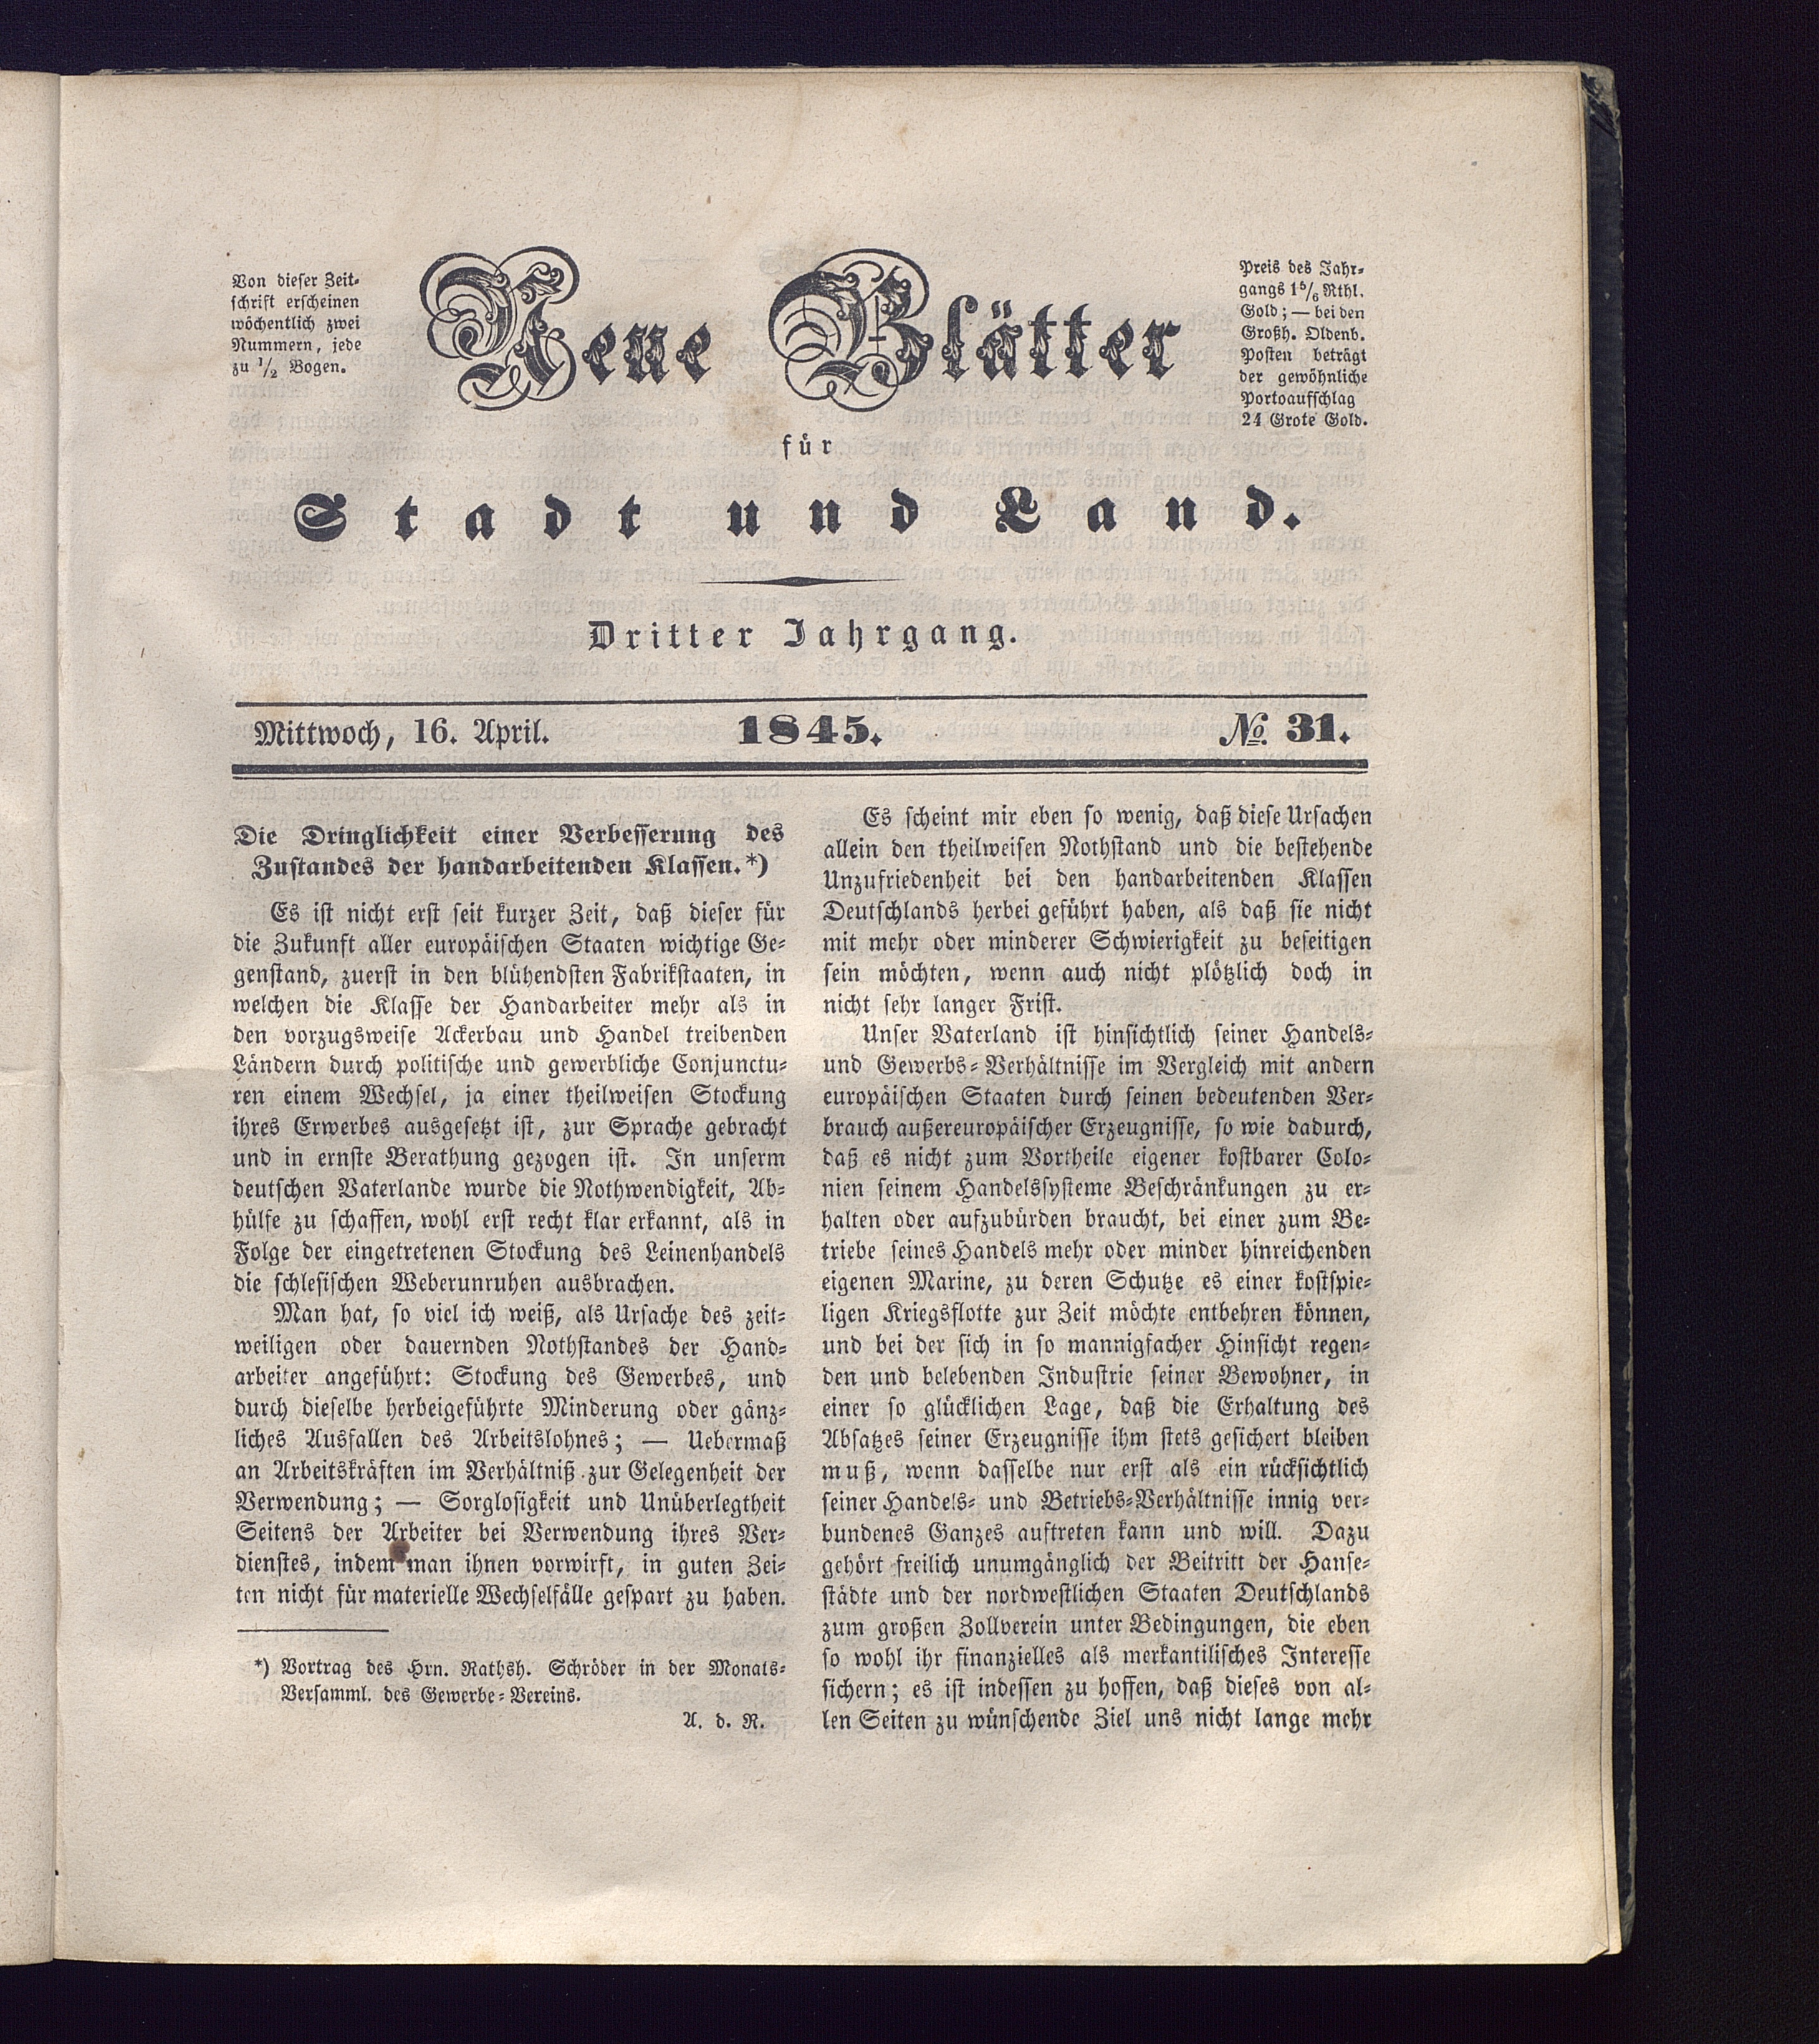 Von dieser Zeit-
schrift erscheinen
wöchentlich zwei
Nummern, jede
zu 1/2 Bogen.
Neue Blätter
Preis des Jahr-
gangs 1 5/6 Rthl.
Gold; — bei den
Großh. Oldenb.
Posten beträgt
der gewöhnliche
Portoaufschlag
24 Grote Gold.
für
Stadt und Land.
Dritter Jahrgang.
Mittwoch, 16. April. 1845. No. 31.
Die Dringlichkeit einer Verbesserung des
Zustandes der handarbeitenden Klassen.*)
Es ist nicht erst seit kurzer Zeit, daß dieser für
die Zukunft aller europäischen Staaten wichtige Ge-
genstand, zuerst in den blühendsten Fabrikstaaten, in
welchen die Klasse der Handarbeiter mehr als in
den vorzugsweise Ackerbau und Handel treibenden
Ländern durch politische und gewerbliche Conjunctu-
ren einem Wechsel, ja einer theilweisen Stockung
ihres Erwerbes ausgesetzt ist, zur Sprache gebracht
und in ernste Berathung gezogen ist. In unserm
deutschen Vaterlande wurde die Nothwendigkeit, Ab-
hülfe zu schaffen, wohl erst recht klar erkannt, als in
Folge der eingetretenen Stockung des Leinenhandels
die schlesischen Weberunruhen ausbrachen.
Man hat, so viel ich weiß, als Ursache des zeit-
weiligen oder dauernden Nothstandes der Hand-
arbeiter angeführt: Stockung des Gewerbes, und
durch dieselbe herbeigeführte Minderung oder gänz-
liches Ausfallen des Arbeitslohnes; — Uebermaß
an Arbeitskräften im Verhältniß zur Gelegenheit der
Verwendung; — Sorglosigkeit und Unüberlegtheit
Seitens der Arbeiter bei Verwendung ihres Ver-
dienstes, indem man ihnen vorwirft, in guten Zei-
ten nicht für materielle Wechselfälle gespart zu haben.
*) Vortrag des Hrn. Rathsh. Schröder in der Monats-
Versamml. des Gewerbe-Vereins.
A. d. R.
Es scheint mir eben so wenig, daß diese Ursachen
allein den theilweisen Nothstand und die bestehende
Unzufriedenheit bei den handarbeitenden Klassen
Deutschlands herbei geführt haben, als daß sie nicht
mit mehr oder minderer Schwierigkeit zu beseitigen
sein möchten, wenn auch nicht plötzlich doch in
nicht sehr langer Frist.
Unser Vaterland ist hinsichtlich seiner Handels-
und Gewerbs-Verhältnisse im Vergleich mit andern
europäischen Staaten durch seinen bedeutenden Ver-
brauch außereuropäischer Erzeugnisse, so wie dadurch,
daß es nicht zum Vortheile eigener kostbarer Colo-
nien seinem Handelssysteme Beschränkungen zu er-
halten oder aufzubürden braucht, bei einer zum Be-
triebe seines Handels mehr oder minder hinreichenden
eigenen Marine, zu deren Schutze es einer kostspie-
ligen Kriegsflotte zur Zeit möchte entbehren können,
und bei der sich in so mannigfacher Hinsicht regen-
den und belebenden Industrie seiner Bewohner, in
einer so glücklichen Lage, daß die Erhaltung des
Absatzes seiner Erzeugnisse ihm stets gesichert bleiben
muß, wenn dasselbe nur erst als ein rücksichtlich
seiner Handels- und Betriebs-Verhältnisse innig ver-
bundenes Ganzes auftreten kann und will. Dazu
gehört freilich unumgänglich der Beitritt der Hanse-
städte und der nordwestlichen Staaten Deutschlands
zum großen Zollverein unter Bedingungen, die eben
so wohl ihr finanzielles als merkantilisches Interesse
sichern; es ist indessen zu hoffen, daß dieses von al-
len Seiten zu wünschende Ziel uns nicht lange mehr